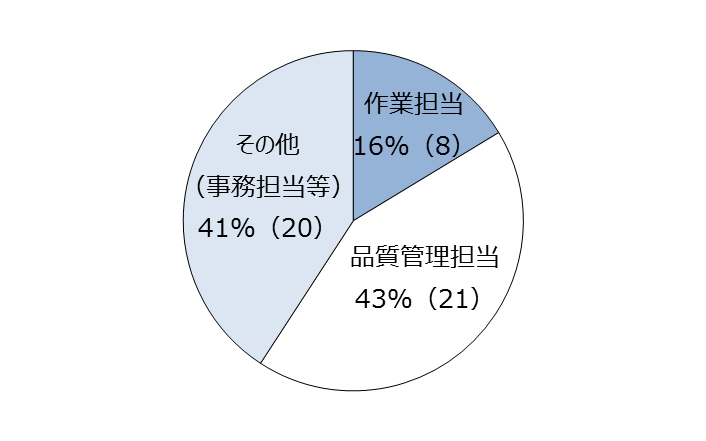 作業担当
16%（8）
その他
（事務担当等）
41%（20）
品質管理担当
43%（21）